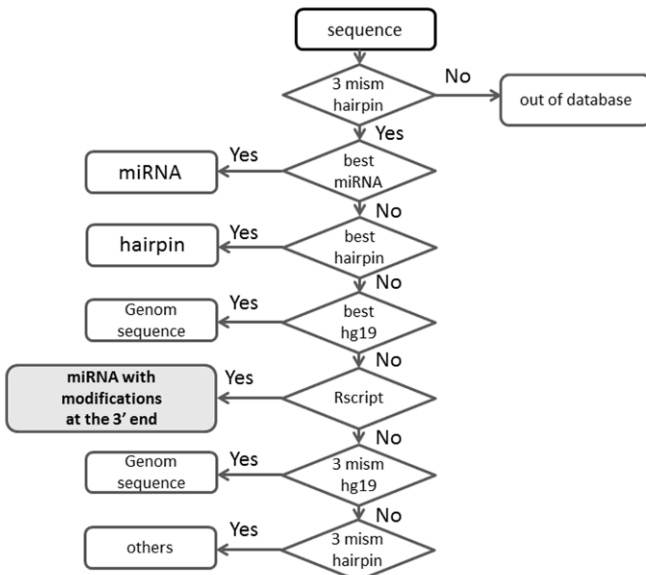 sequence
3 mism
hairpin
No
out of database
Yes
Yes
best
miRNA
miRNA
No
Yes
best
hairpin
hairpin
No
Yes
best
hg19
Genom
sequence
No
Yes
Rscript
miRNA with
modifications
at the 3' end
No
Yes
3 mism
hg19
Genom
sequence
No
Yes
3 mism
hairpin
others